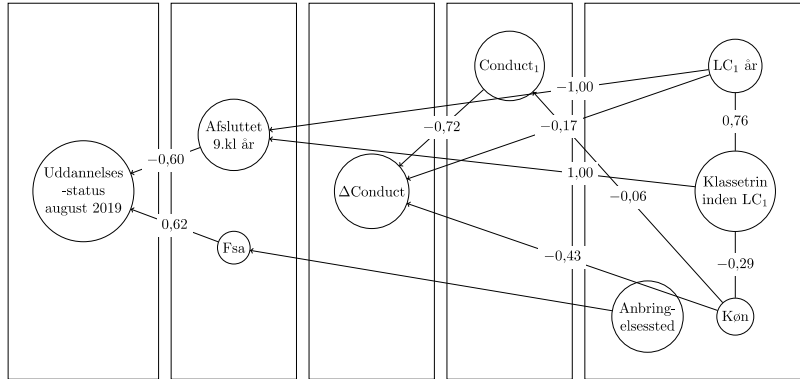 Uddannelses
-status
august 2019
−0,60
0,62
Afsluttet
9.kl år
Fsa
ΔConduct
−0,72
Conduct₁
−1,00
−0,17
1,00
−0,06
−0,43
Anbring-
elsessted
LC₁ år
0,76
Klassetrin
inden LC₁
−0,29
Køn